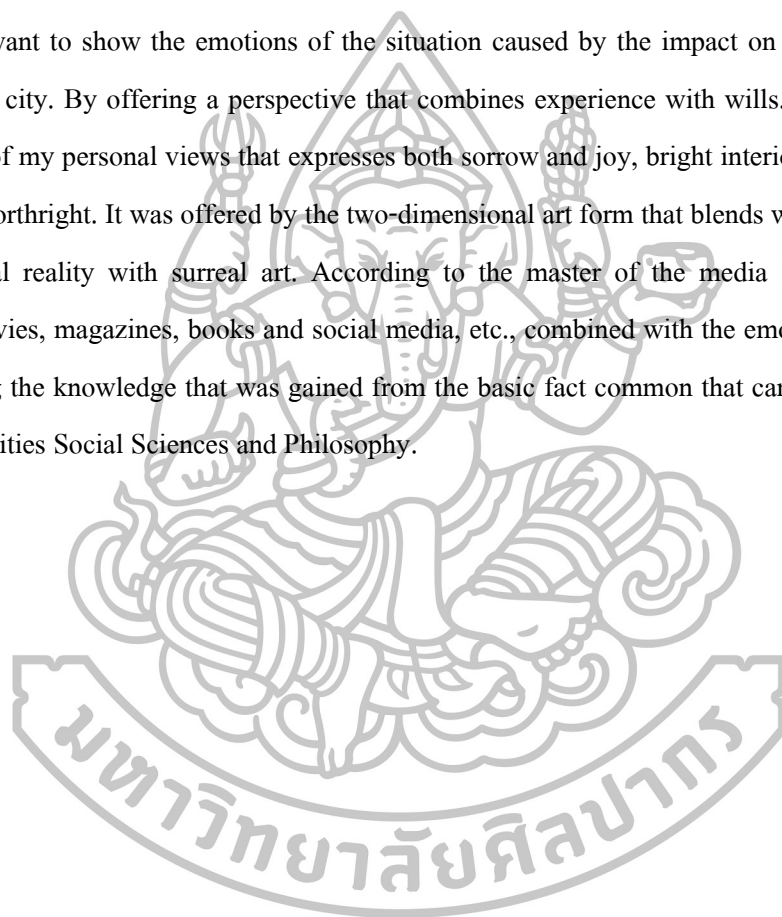 want to show the emotions of the situation caused by the impact on
city. By offering a perspective that combines experience with wills.
of my personal views that expresses both sorrow and joy, bright interio
orthright. It was offered by the two-dimensional art form that blends w
al reality with surreal art. According to the master of the media
vies, magazines, books and social media, etc., combined with the emo
g the knowledge that was gained from the basic fact common that can
ities Social Sciences and Philosophy.
มหาวิทยาลัยศิลปากร